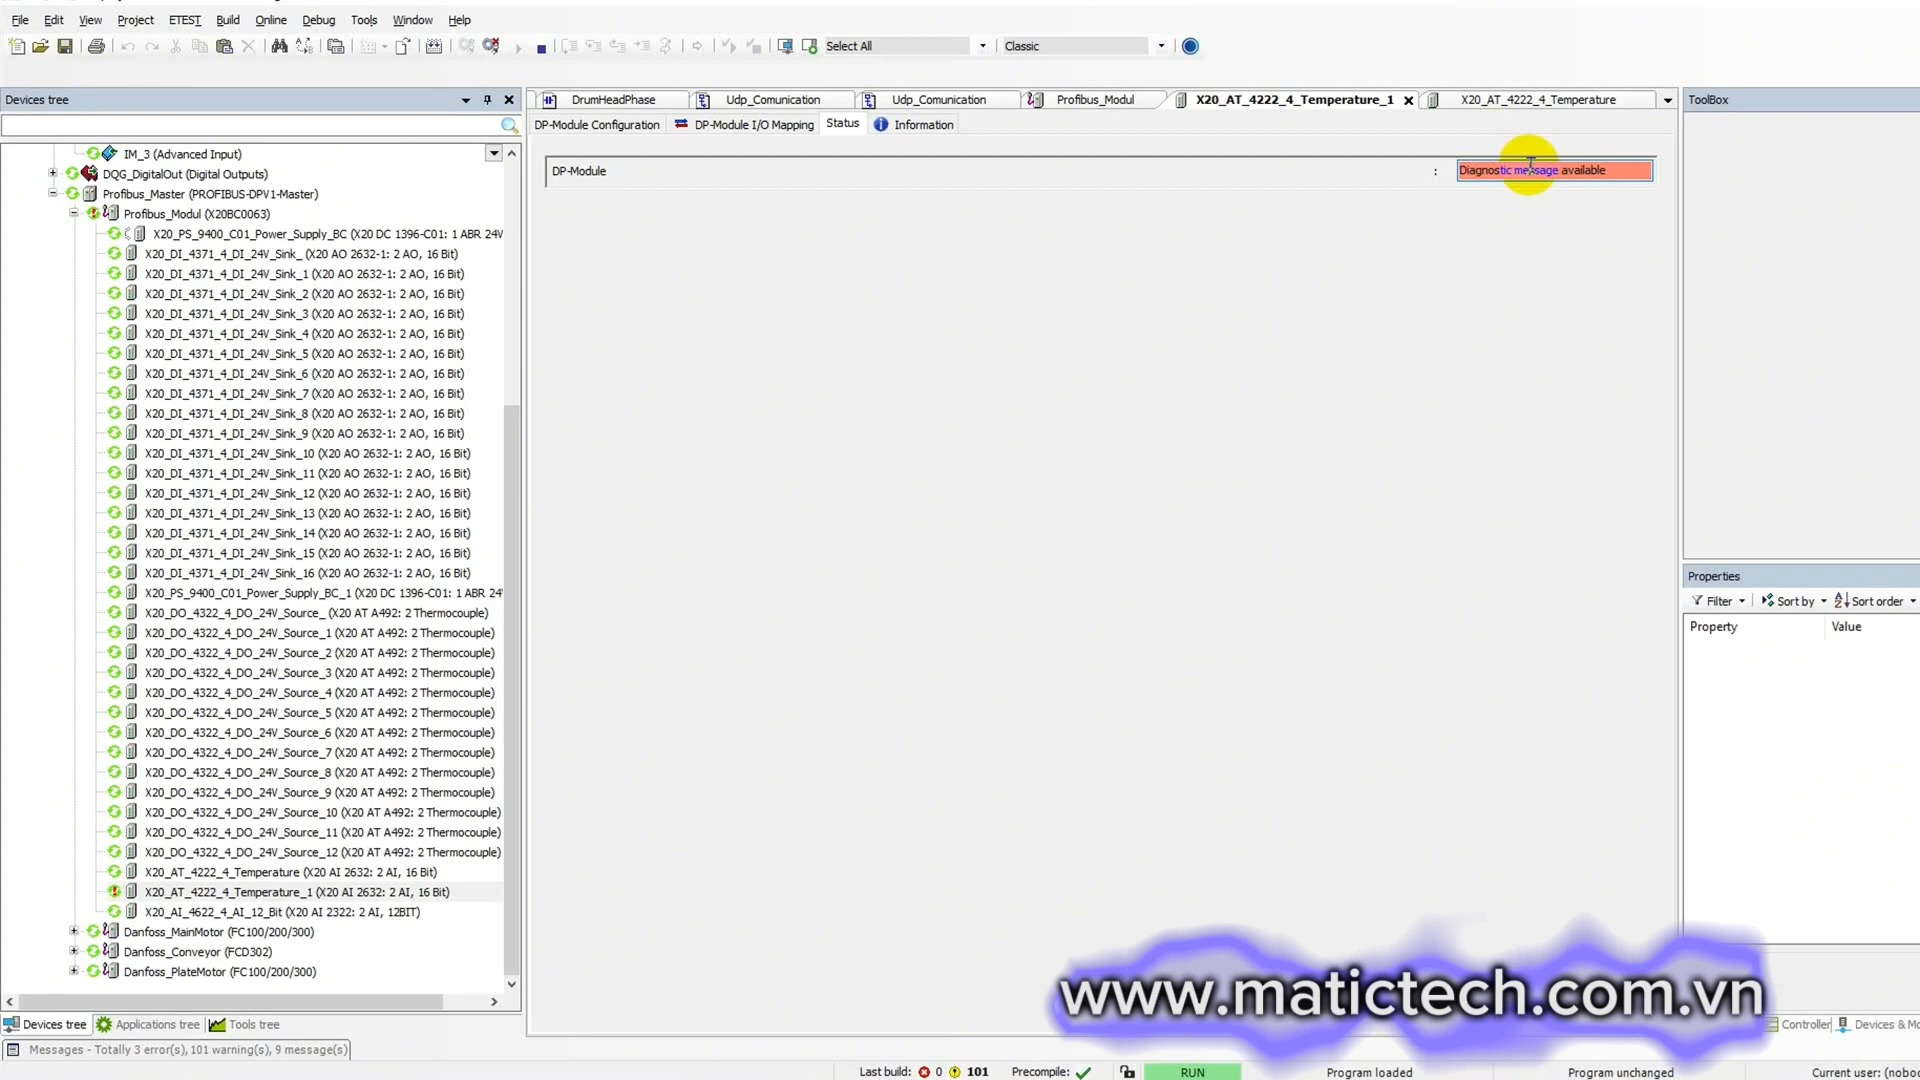 File Edit View Project ETEST Build Online Debug Tools Window Help
Select All Classic
Devices tree
DrumHeadPhase Udp_Comunication Udp_Comunication Profibus_Modul X20_AT_4222_4_Temperature_1 X20_AT_4222_4_Temperature
ToolBox
DP-Module Configuration DP-Module I/O Mapping Status Information
DP-Module : Diagnostic message available
IM_3 (Advanced Input)
DQG_DigitalOut (Digital Outputs)
Profibus_Master (PROFIBUS-DPV1-Master)
Profibus_Modul (X20BC0063)
X20_PS_9400_C01_Power_Supply_BC (X20 DC 1396-C01: 1 ABR 24V
X20_DI_4371_4_DI_24V_Sink_ (X20 AO 2632-1: 2 AO, 16 Bit)
X20_DI_4371_4_DI_24V_Sink_1 (X20 AO 2632-1: 2 AO, 16 Bit)
X20_DI_4371_4_DI_24V_Sink_2 (X20 AO 2632-1: 2 AO, 16 Bit)
X20_DI_4371_4_DI_24V_Sink_3 (X20 AO 2632-1: 2 AO, 16 Bit)
X20_DI_4371_4_DI_24V_Sink_4 (X20 AO 2632-1: 2 AO, 16 Bit)
X20_DI_4371_4_DI_24V_Sink_5 (X20 AO 2632-1: 2 AO, 16 Bit)
X20_DI_4371_4_DI_24V_Sink_6 (X20 AO 2632-1: 2 AO, 16 Bit)
X20_DI_4371_4_DI_24V_Sink_7 (X20 AO 2632-1: 2 AO, 16 Bit)
X20_DI_4371_4_DI_24V_Sink_8 (X20 AO 2632-1: 2 AO, 16 Bit)
X20_DI_4371_4_DI_24V_Sink_9 (X20 AO 2632-1: 2 AO, 16 Bit)
X20_DI_4371_4_DI_24V_Sink_10 (X20 AO 2632-1: 2 AO, 16 Bit)
X20_DI_4371_4_DI_24V_Sink_11 (X20 AO 2632-1: 2 AO, 16 Bit)
X20_DI_4371_4_DI_24V_Sink_12 (X20 AO 2632-1: 2 AO, 16 Bit)
X20_DI_4371_4_DI_24V_Sink_13 (X20 AO 2632-1: 2 AO, 16 Bit)
X20_DI_4371_4_DI_24V_Sink_14 (X20 AO 2632-1: 2 AO, 16 Bit)
X20_DI_4371_4_DI_24V_Sink_15 (X20 AO 2632-1: 2 AO, 16 Bit)
X20_DI_4371_4_DI_24V_Sink_16 (X20 AO 2632-1: 2 AO, 16 Bit)
X20_PS_9400_C01_Power_Supply_BC_1 (X20 DC 1396-C01: 1 ABR 24
X20_DO_4322_4_DO_24V_Source_ (X20 AT A492: 2 Thermocouple)
X20_DO_4322_4_DO_24V_Source_1 (X20 AT A492: 2 Thermocouple)
X20_DO_4322_4_DO_24V_Source_2 (X20 AT A492: 2 Thermocouple)
X20_DO_4322_4_DO_24V_Source_3 (X20 AT A492: 2 Thermocouple)
X20_DO_4322_4_DO_24V_Source_4 (X20 AT A492: 2 Thermocouple)
X20_DO_4322_4_DO_24V_Source_5 (X20 AT A492: 2 Thermocouple)
X20_DO_4322_4_DO_24V_Source_6 (X20 AT A492: 2 Thermocouple)
X20_DO_4322_4_DO_24V_Source_7 (X20 AT A492: 2 Thermocouple)
X20_DO_4322_4_DO_24V_Source_8 (X20 AT A492: 2 Thermocouple)
X20_DO_4322_4_DO_24V_Source_9 (X20 AT A492: 2 Thermocouple)
X20_DO_4322_4_DO_24V_Source_10 (X20 AT A492: 2 Thermocouple)
X20_DO_4322_4_DO_24V_Source_11 (X20 AT A492: 2 Thermocouple)
X20_DO_4322_4_DO_24V_Source_12 (X20 AT A492: 2 Thermocouple)
X20_AT_4222_4_Temperature (X20 AI 2632: 2 AI, 16 Bit)
X20_AT_4222_4_Temperature_1 (X20 AI 2632: 2 AI, 16 Bit)
X20_AI_4622_4_AI_12_Bit (X20 AI 2322: 2 AI, 12BIT)
Danfoss_MainMotor (FC100/200/300)
Danfoss_Conveyor (FCD302)
Danfoss_PlateMotor (FC100/200/300)
Properties
Filter Sort by Sort order
Property Value
www.matictech.com.vn
Devices tree Applications tree Tools tree
Controller Devices & Mo
Messages - Totally 3 error(s), 101 warning(s), 9 message(s)
Last build: 0 101 Precompile: RUN Program loaded Program unchanged Current user: (nobo